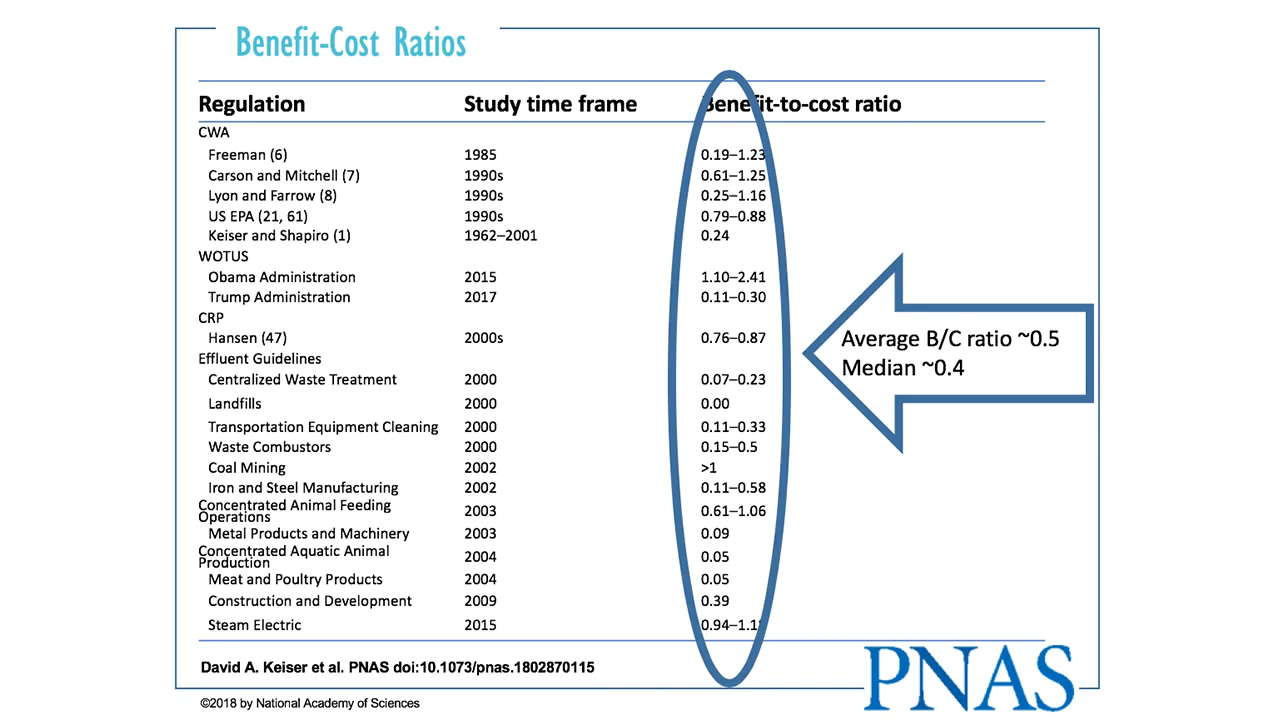 Benefit-Cost Ratios
Regulation Study time frame Benefit-to-cost ratio
CWA
Freeman (6) 1985 0.19–1.23
Carson and Mitchell (7) 1990s 0.61–1.25
Lyon and Farrow (8) 1990s 0.25–1.16
US EPA (21, 61) 1990s 0.79–0.88
Keiser and Shapiro (1) 1962–2001 0.24
WOTUS
Obama Administration 2015 1.10–2.41
Trump Administration 2017 0.11–0.30
CRP
Hansen (47) 2000s 0.76–0.87
Effluent Guidelines
Centralized Waste Treatment 2000 0.07–0.23
Landfills 2000 0.00
Transportation Equipment Cleaning 2000 0.11–0.33
Waste Combustors 2000 0.15–0.5
Coal Mining 2002 >1
Iron and Steel Manufacturing 2002 0.11–0.58
Concentrated Animal Feeding
Operations 2003 0.61–1.06
Metal Products and Machinery 2003 0.09
Concentrated Aquatic Animal
Production 2004 0.05
Meat and Poultry Products 2004 0.05
Construction and Development 2009 0.39
Steam Electric 2015
Average B/C ratio ~0.5
Median ~0.4
David A. Keiser et al. PNAS doi:10.1073/pnas.1802870115
PNAS
©2018 by National Academy of Sciences